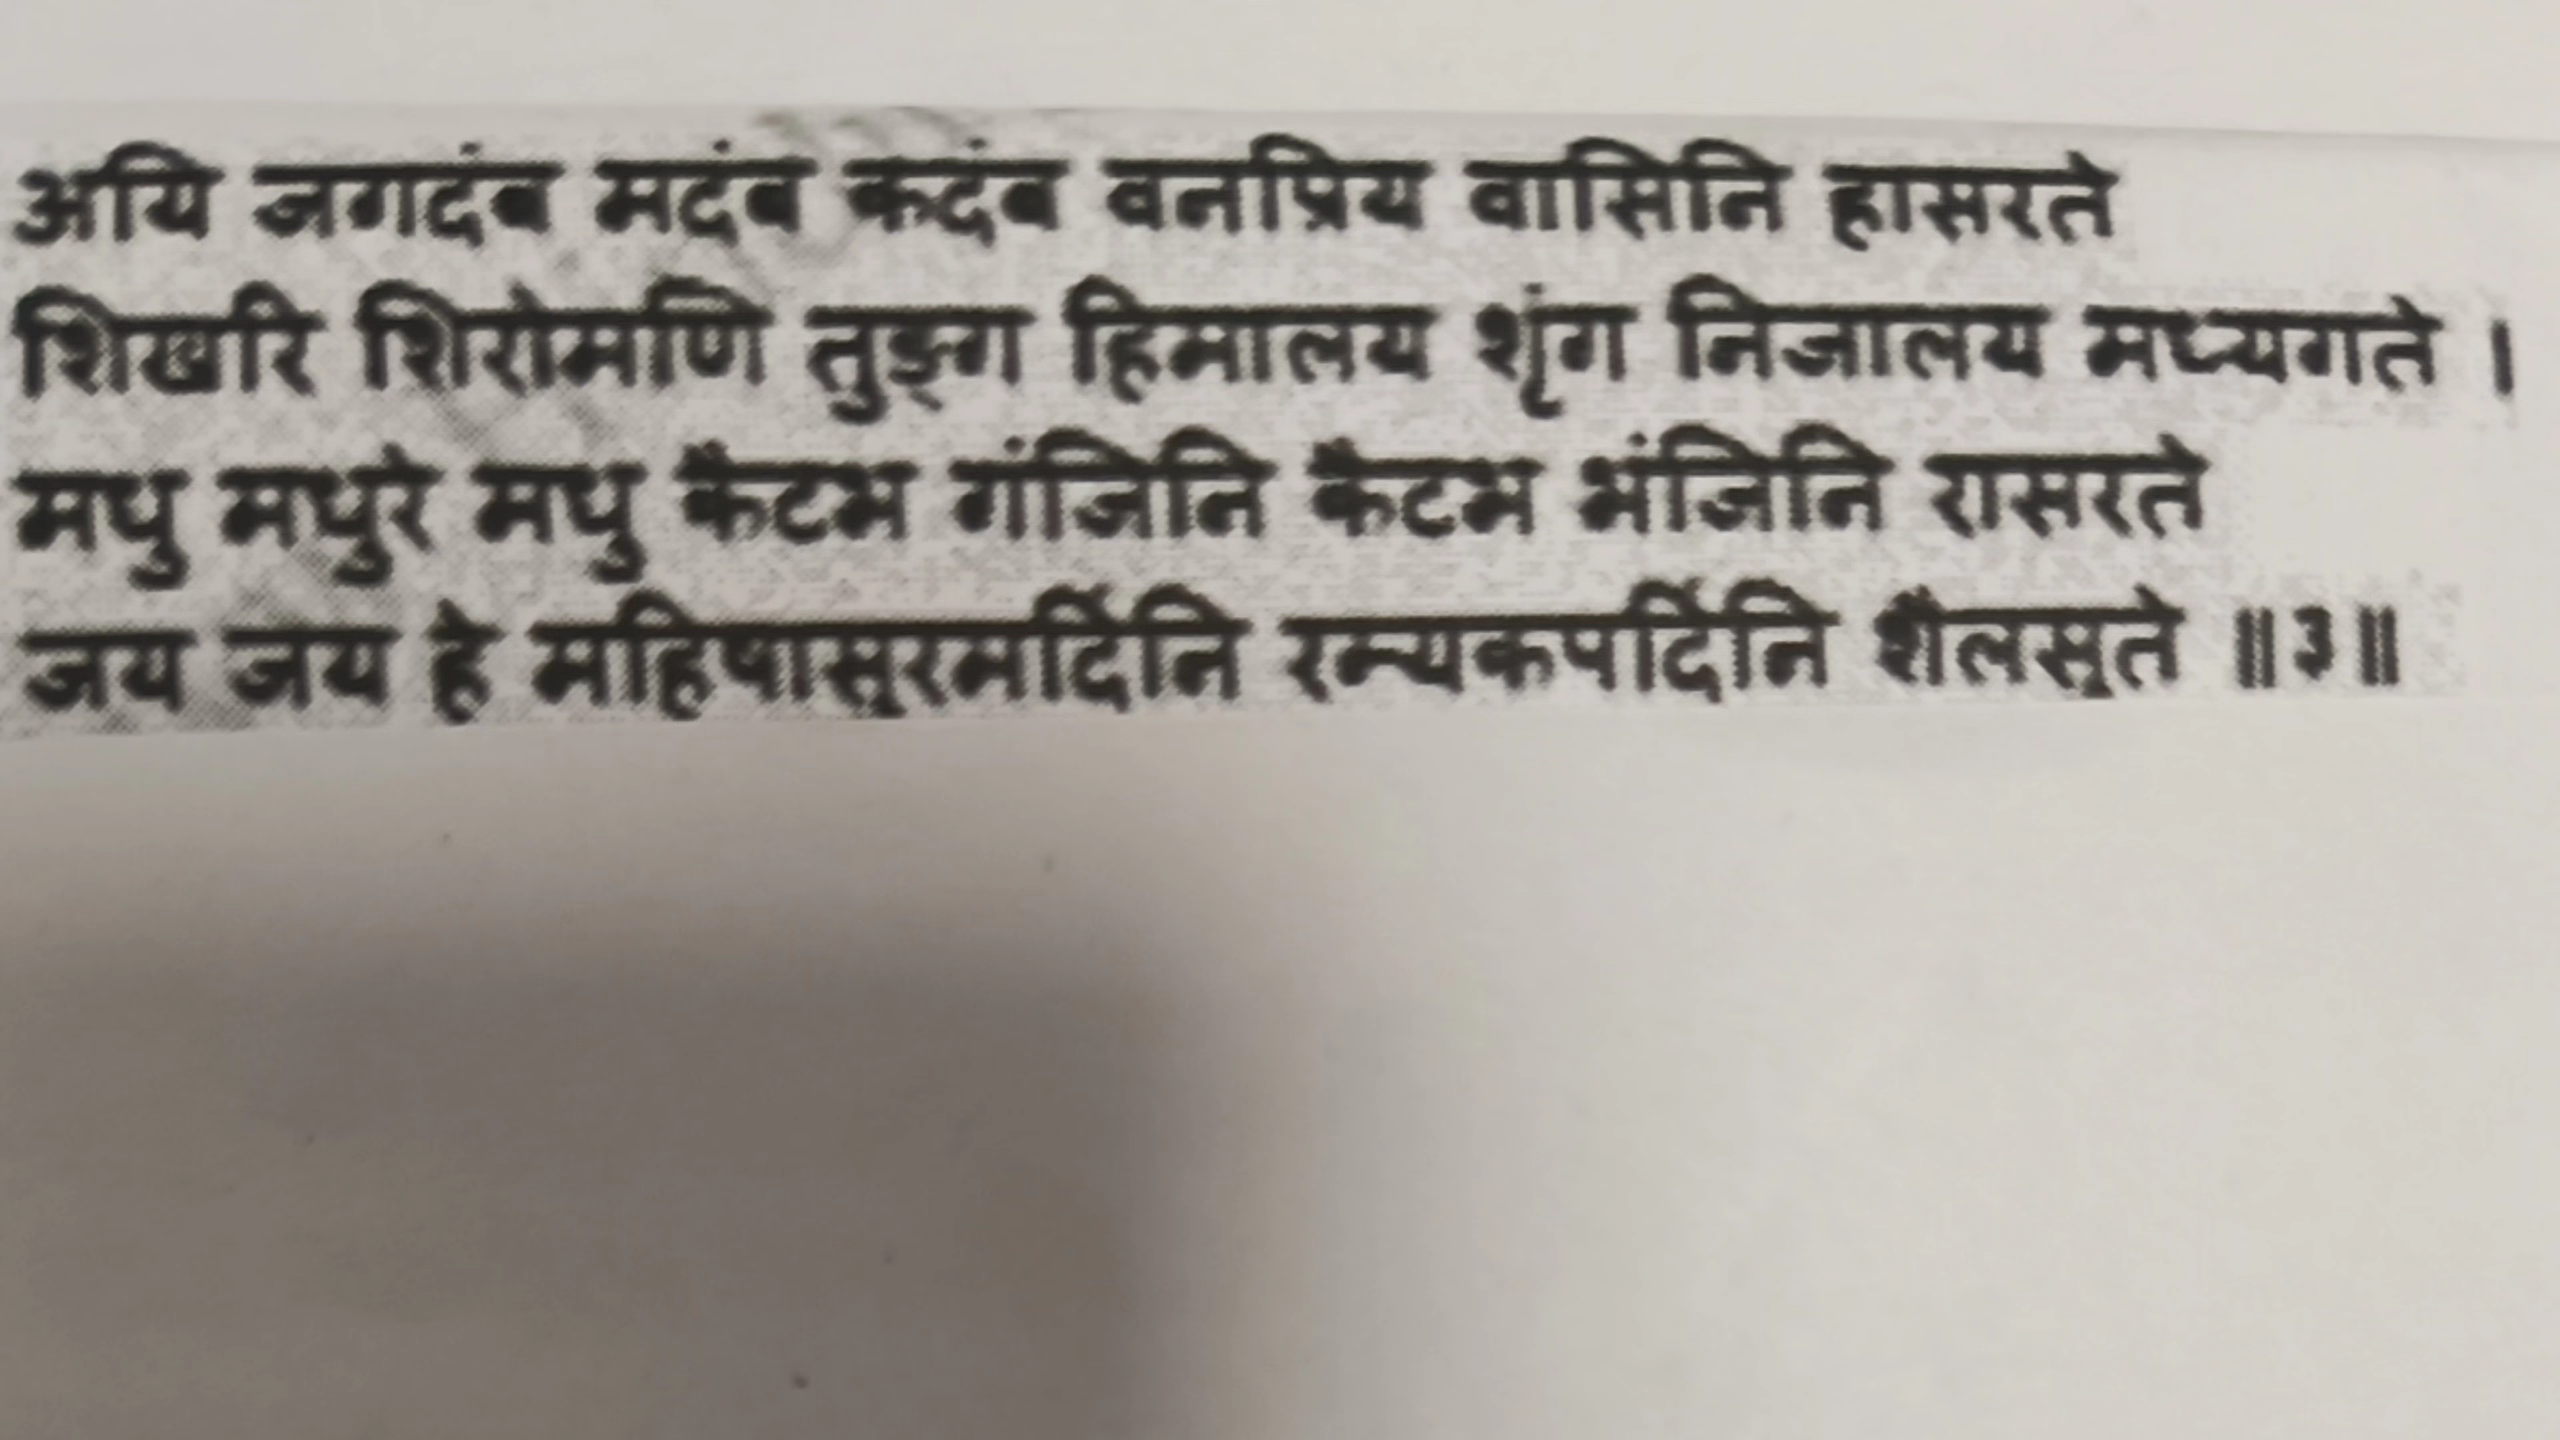 अयि जगदंब मदंब कदंब वनप्रिय वासिनि हासरते
शिखरि शिरोमणि तुङ्ग हिमालय शृंग निजालय मध्यगते ।
मधु मधुरे मधु कैटभ गंजिनि कैटभ भंजिनि रासरते
जय जय हे महिषासुरमर्दिनि रम्यकपर्दिनि शैलसुते ॥३॥